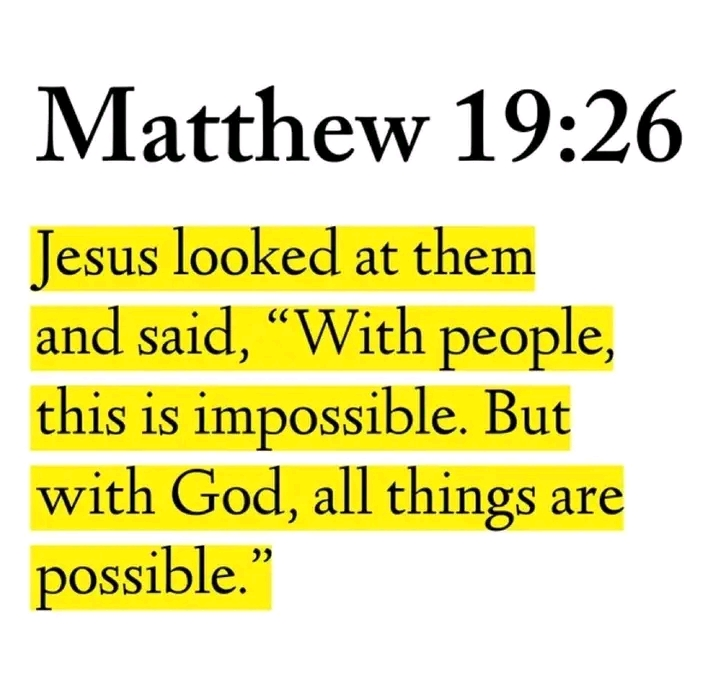 Matthew 19:26
Jesus looked at them
and said, “With people,
this is impossible. But
with God, all things are
possible.”